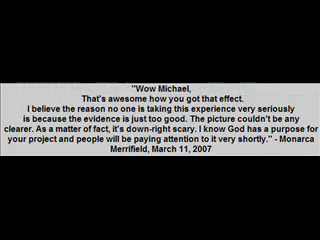 "Wow Michael,
That's awesome how you got that effect.
I believe the reason no one is taking this experience very seriously
is because the evidence is just too good. The picture couldn't be any
clearer. As a matter of fact, it's down-right scary. I know God has a purpose for
your project and people will be paying attention to it very shortly." - Monarca
Merrifield, March 11, 2007